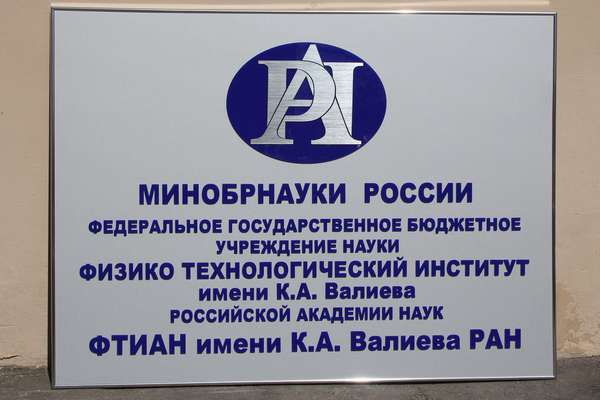 РАН
МИНОБРНАУКИ РОССИИ
ФЕДЕРАЛЬНОЕ ГОСУДАРСТВЕННОЕ БЮДЖЕТНОЕ
УЧРЕЖДЕНИЕ НАУКИ
ФИЗИКО ТЕХНОЛОГИЧЕСКИЙ ИНСТИТУТ
имени К.А. Валиева
РОССИЙСКОЙ АКАДЕМИИ НАУК
ФТИАН имени К.А. Валиева РАН